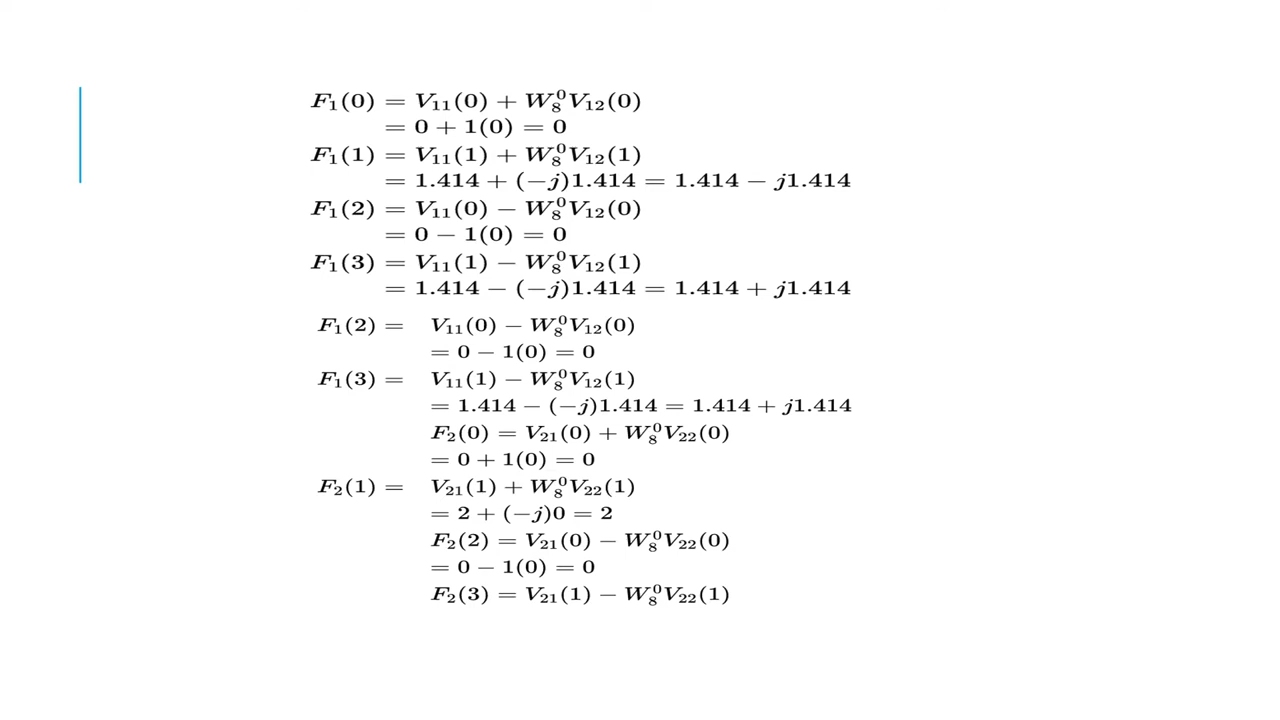 F₁(0) = V₁₁(0) + W₈⁰V₁₂(0)
= 0 + 1(0) = 0
F₁(1) = V₁₁(1) + W₈⁰V₁₂(1)
= 1.414 + (−j)1.414 = 1.414 − j1.414
F₁(2) = V₁₁(0) − W₈⁰V₁₂(0)
= 0 − 1(0) = 0
F₁(3) = V₁₁(1) − W₈⁰V₁₂(1)
= 1.414 − (−j)1.414 = 1.414 + j1.414
F₁(2) = V₁₁(0) − W₈⁰V₁₂(0)
= 0 − 1(0) = 0
F₁(3) = V₁₁(1) − W₈⁰V₁₂(1)
= 1.414 − (−j)1.414 = 1.414 + j1.414
F₂(0) = V₂₁(0) + W₈⁰V₂₂(0)
= 0 + 1(0) = 0
F₂(1) = V₂₁(1) + W₈⁰V₂₂(1)
= 2 + (−j)0 = 2
F₂(2) = V₂₁(0) − W₈⁰V₂₂(0)
= 0 − 1(0) = 0
F₂(3) = V₂₁(1) − W₈⁰V₂₂(1)